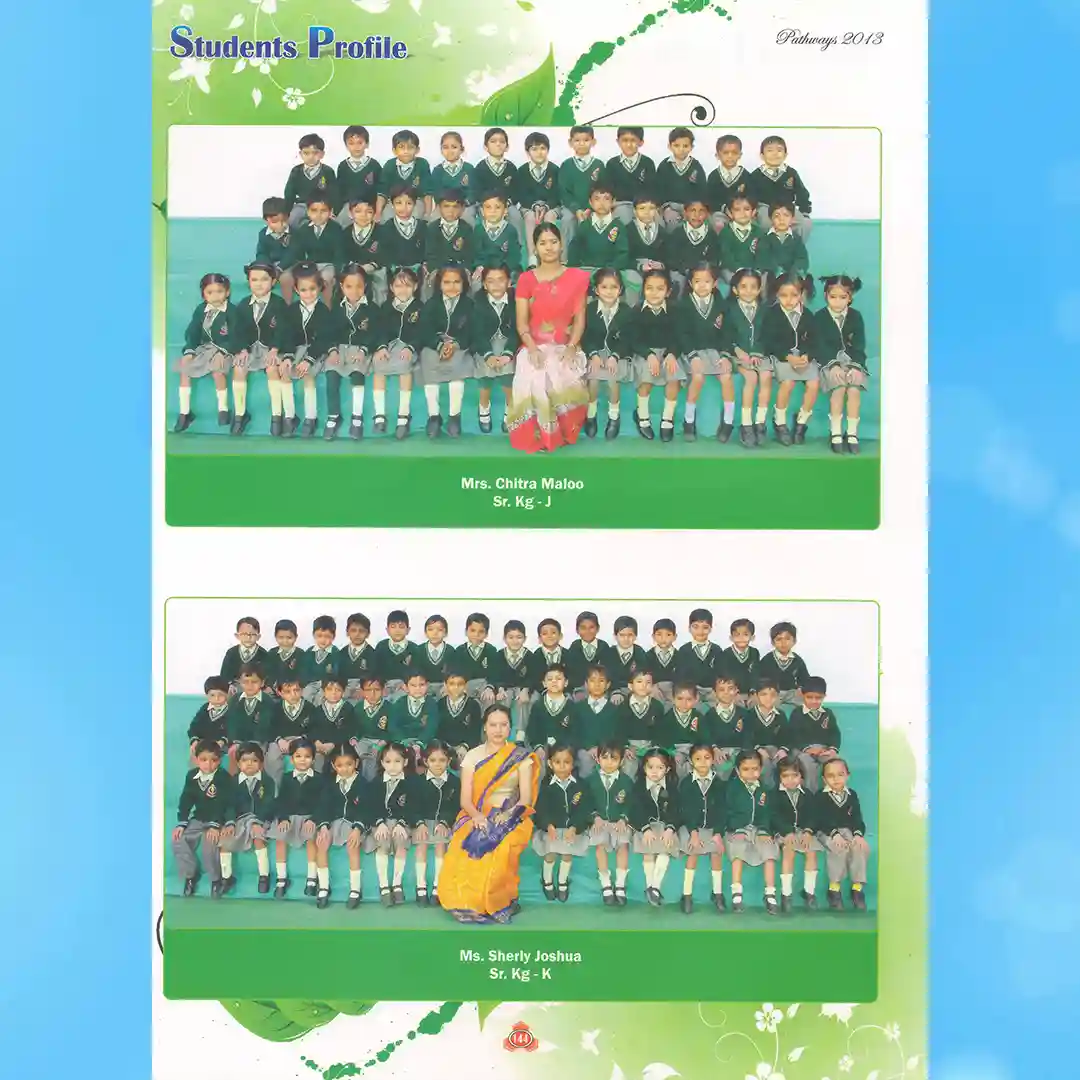 Students Profile
Pathways 2013
Mrs. Chitra Maloo
Sr. Kg - J
Ms. Sherly Joshua
Sr. Kg - K
144